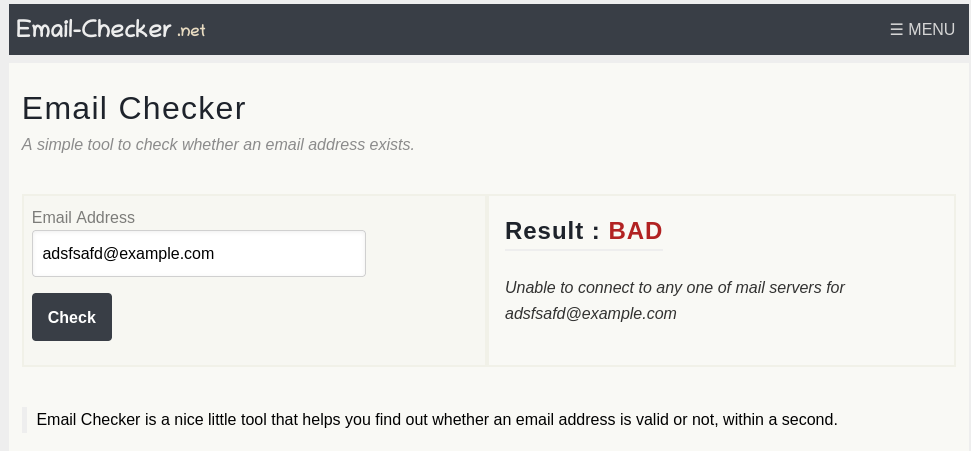 Email-Checker .net
☰ MENU
Email Checker
A simple tool to check whether an email address exists.
Email Address
adsfsafd@example.com
Check
Result : BAD
Unable to connect to any one of mail servers for
adsfsafd@example.com
Email Checker is a nice little tool that helps you find out whether an email address is valid or not, within a second.